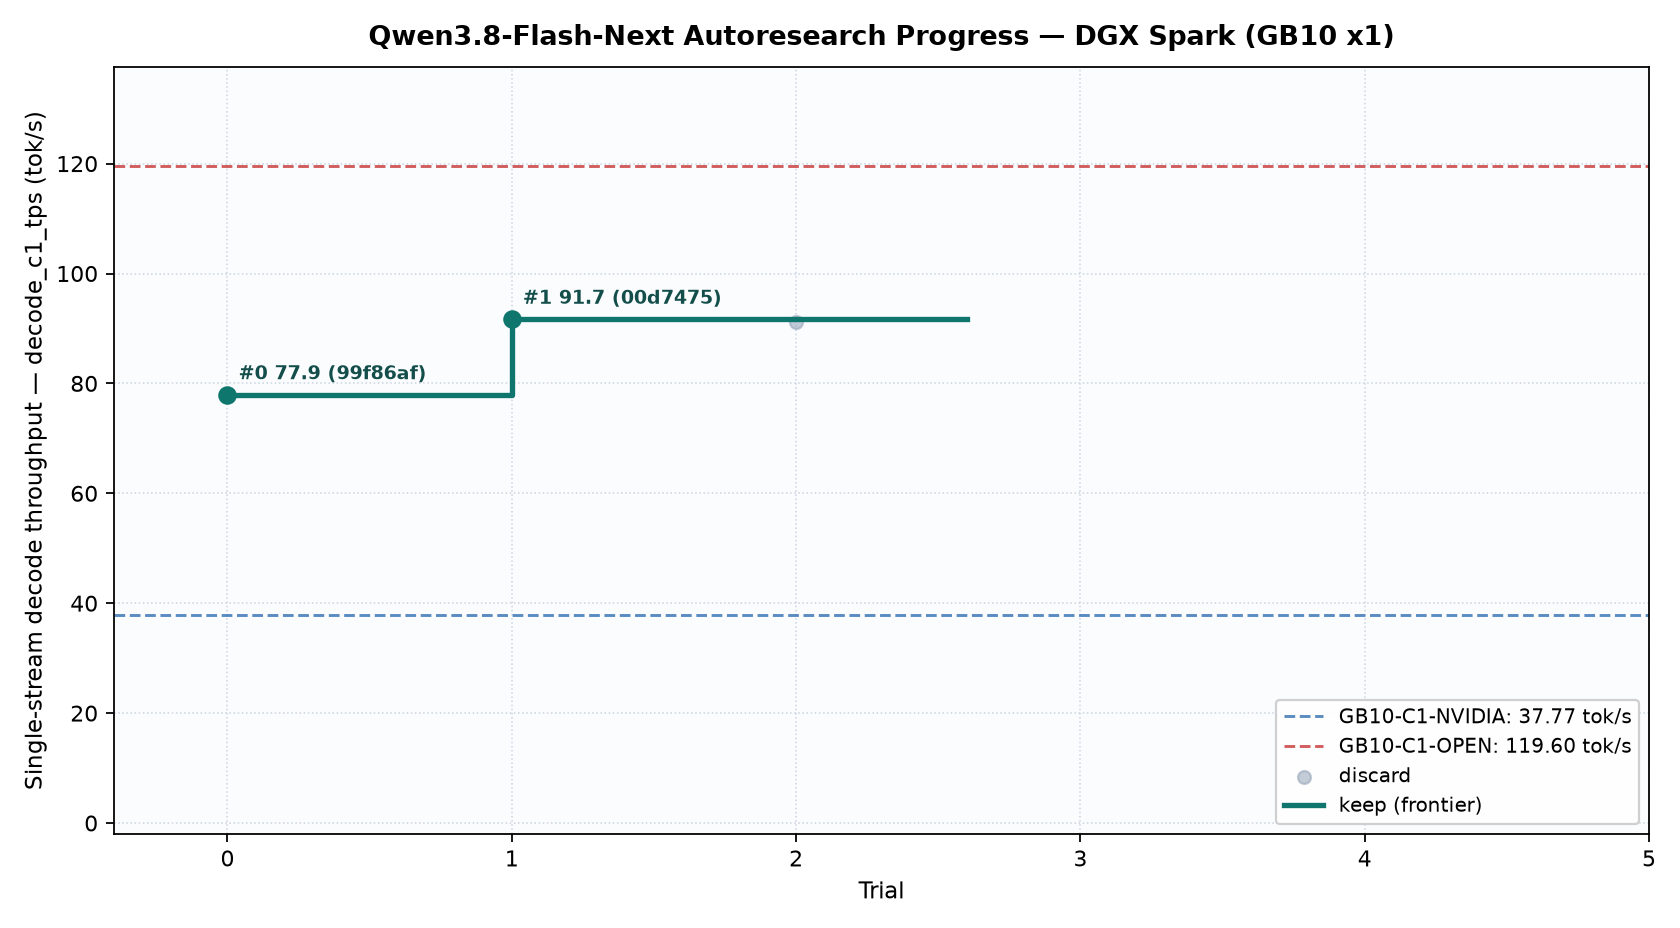 Qwen3.8-Flash-Next Autoresearch Progress — DGX Spark (GB10 x1)
Single-stream decode throughput — decode_c1_tps (tok/s)
120
100
80
60
40
20
0
#1 91.7 (00d7475)
#0 77.9 (99f86af)
GB10-C1-NVIDIA: 37.77 tok/s
GB10-C1-OPEN: 119.60 tok/s
discard
keep (frontier)
0 1 2 3 4 5
Trial